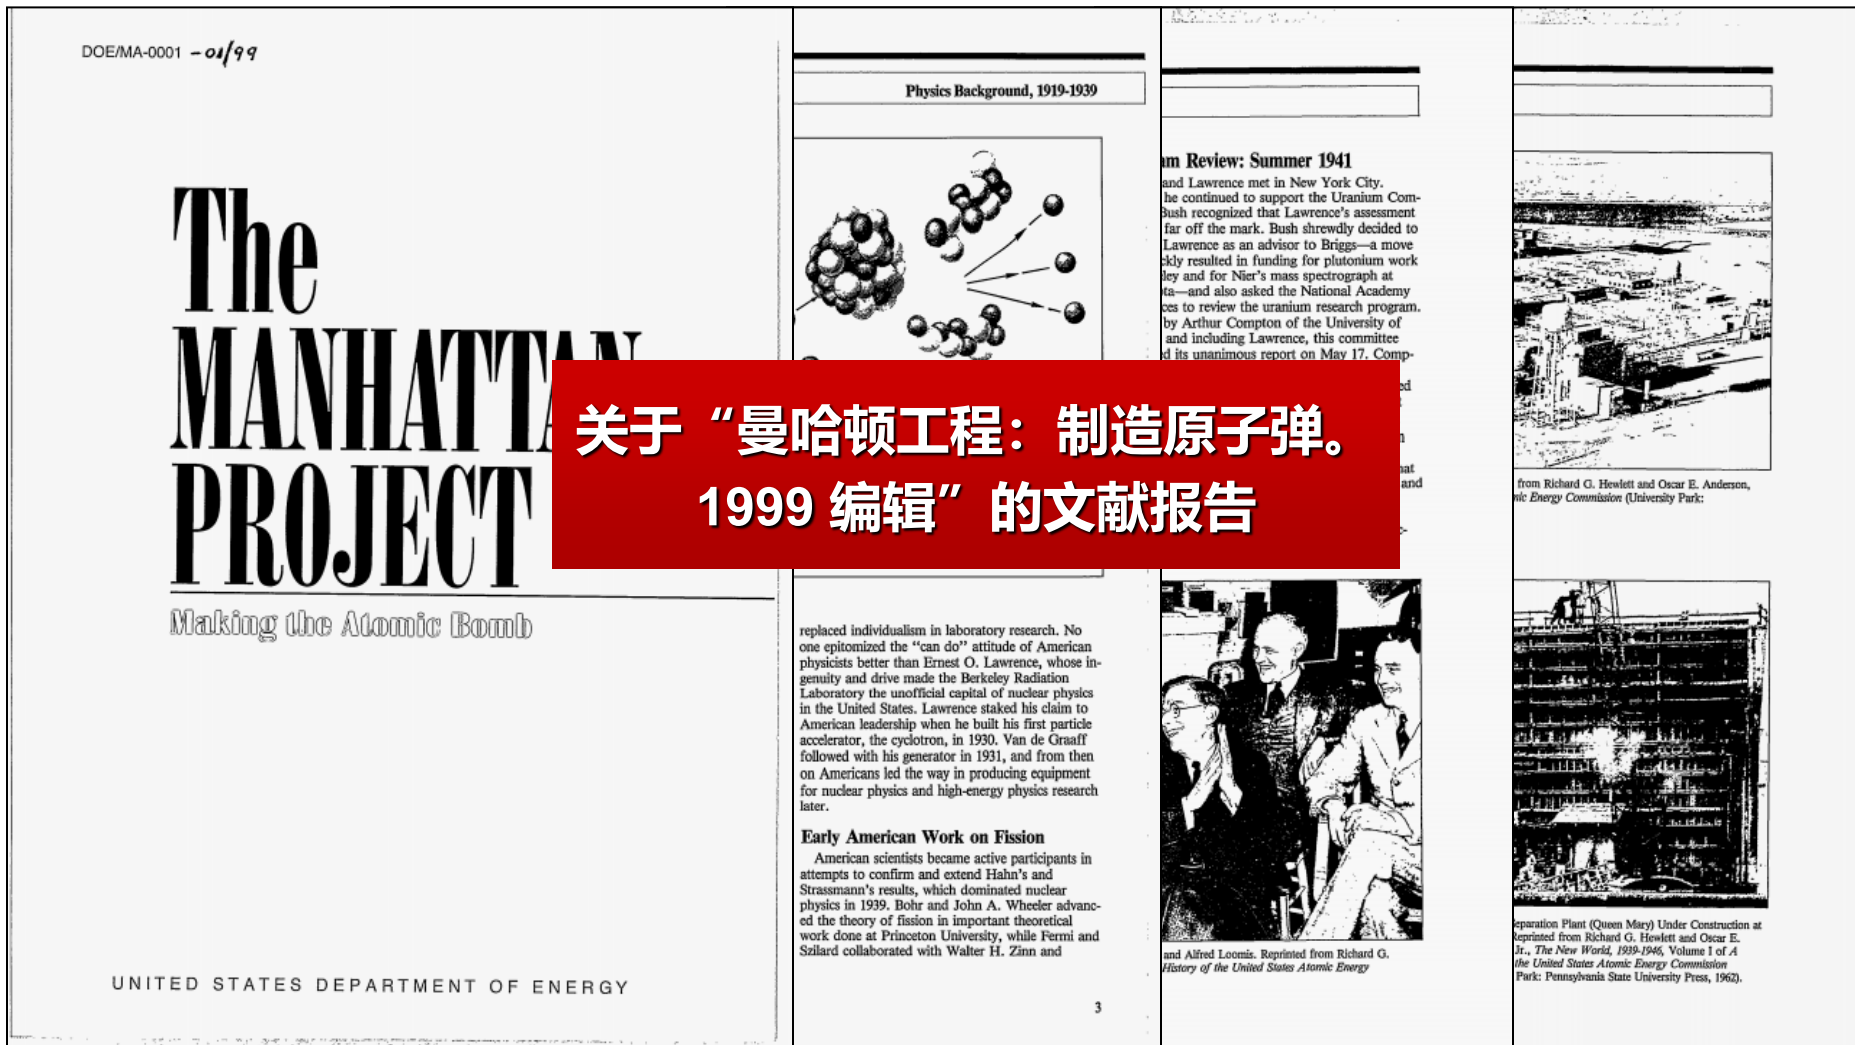 DOE/MA-0001 -01/99
The
MANHATTAN
PROJECT
Making the Atomic Bomb
UNITED STATES DEPARTMENT OF ENERGY
关于“曼哈顿工程：制造原子弹。
1999 编辑”的文献报告
Physics Background, 1919-1939
replaced individualism in laboratory research. No
one epitomized the “can do” attitude of American
physicists better than Ernest O. Lawrence, whose in-
genuity and drive made the Berkeley Radiation
Laboratory the unofficial capital of nuclear physics
in the United States. Lawrence staked his claim to
American leadership when he built his first particle
accelerator, the cyclotron, in 1930. Van de Graaff
followed with his generator in 1931, and from then
on Americans led the way in producing equipment
for nuclear physics and high-energy physics research
later.
Early American Work on Fission
American scientists became active participants in
attempts to confirm and extend Hahn's and
Strassmann's results, which dominated nuclear
physics in 1939. Bohr and John A. Wheeler advanc-
ed the theory of fission in important theoretical
work done at Princeton University, while Fermi and
Szilard collaborated with Walter H. Zinn and
3
am Review: Summer 1941
and Lawrence met in New York City.
he continued to support the Uranium Com-
Bush recognized that Lawrence's assessment
far off the mark. Bush shrewdly decided to
Lawrence as an advisor to Briggs—a move
ckly resulted in funding for plutonium work
ley and for Nier's mass spectrograph at
ta—and also asked the National Academy
ces to review the uranium research program.
by Arthur Compton of the University of
and including Lawrence, this committee
d its unanimous report on May 17. Comp-
ed
n
hat
and
c-
and Alfred Loomis. Reprinted from Richard G.
History of the United States Atomic Energy
from Richard G. Hewlett and Oscar E. Anderson,
mic Energy Commission (University Park:
Separation Plant (Queen Mary) Under Construction at
Reprinted from Richard G. Hewlett and Oscar E.
Jr., The New World, 1939-1946, Volume I of A
the United States Atomic Energy Commission
Park: Pennsylvania State University Press, 1962).